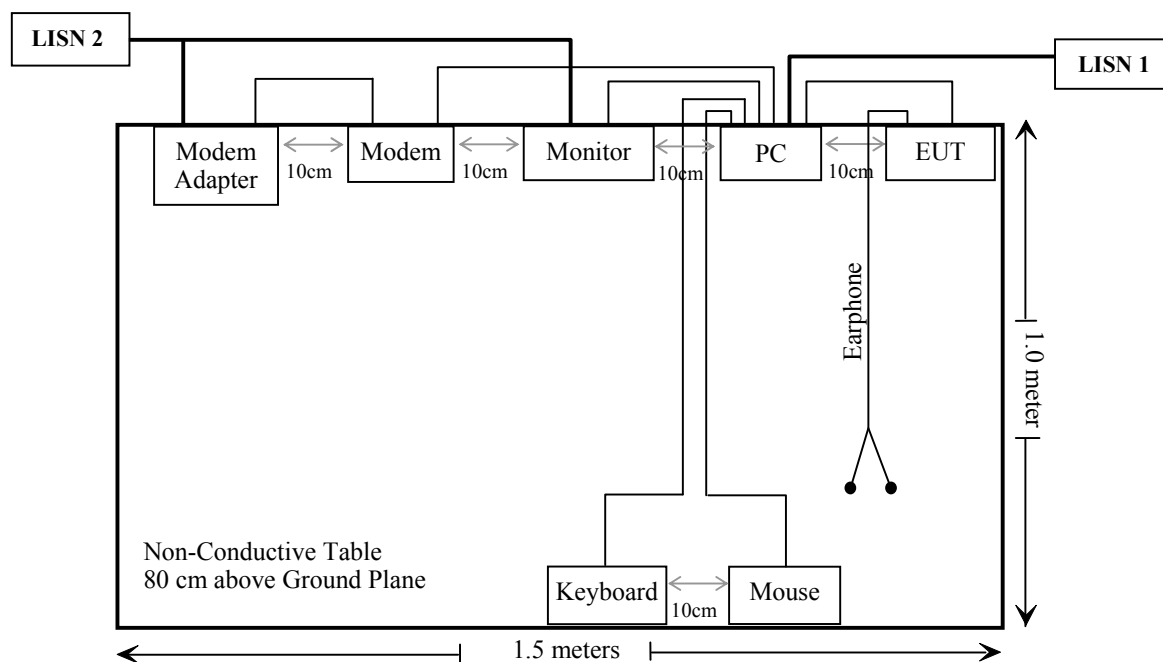 LISN 2
LISN 1
Modem
Adapter
10cm
Modem
10cm
Monitor
10cm
PC
10cm
EUT
Earphone
1.0 meter
Non-Conductive Table
80 cm above Ground Plane
Keyboard
10cm
Mouse
1.5 meters